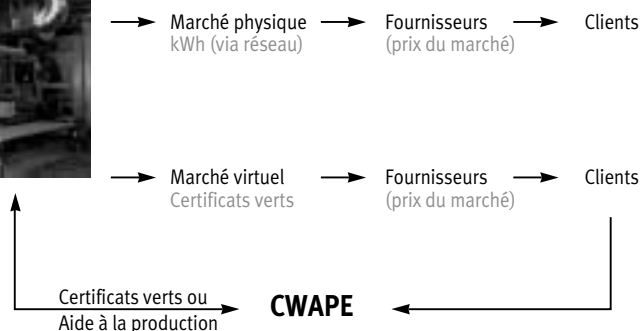 Marché physique Fournisseurs Clients
kWh (via réseau) (prix du marché)
Marché virtuel Fournisseurs Clients
Certificats verts (prix du marché)
Certificats verts ou
CWAPE
Aide à la production